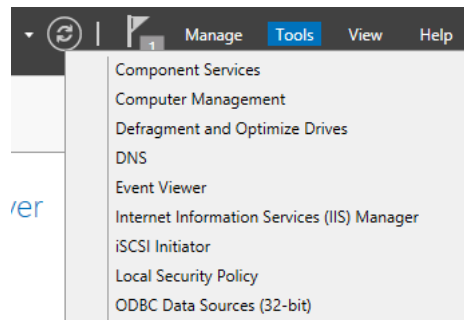 1 Manage Tools View Help
Component Services
Computer Management
Defragment and Optimize Drives
DNS
Event Viewer
ver
Internet Information Services (IIS) Manager
iSCSI Initiator
Local Security Policy
ODBC Data Sources (32-bit)